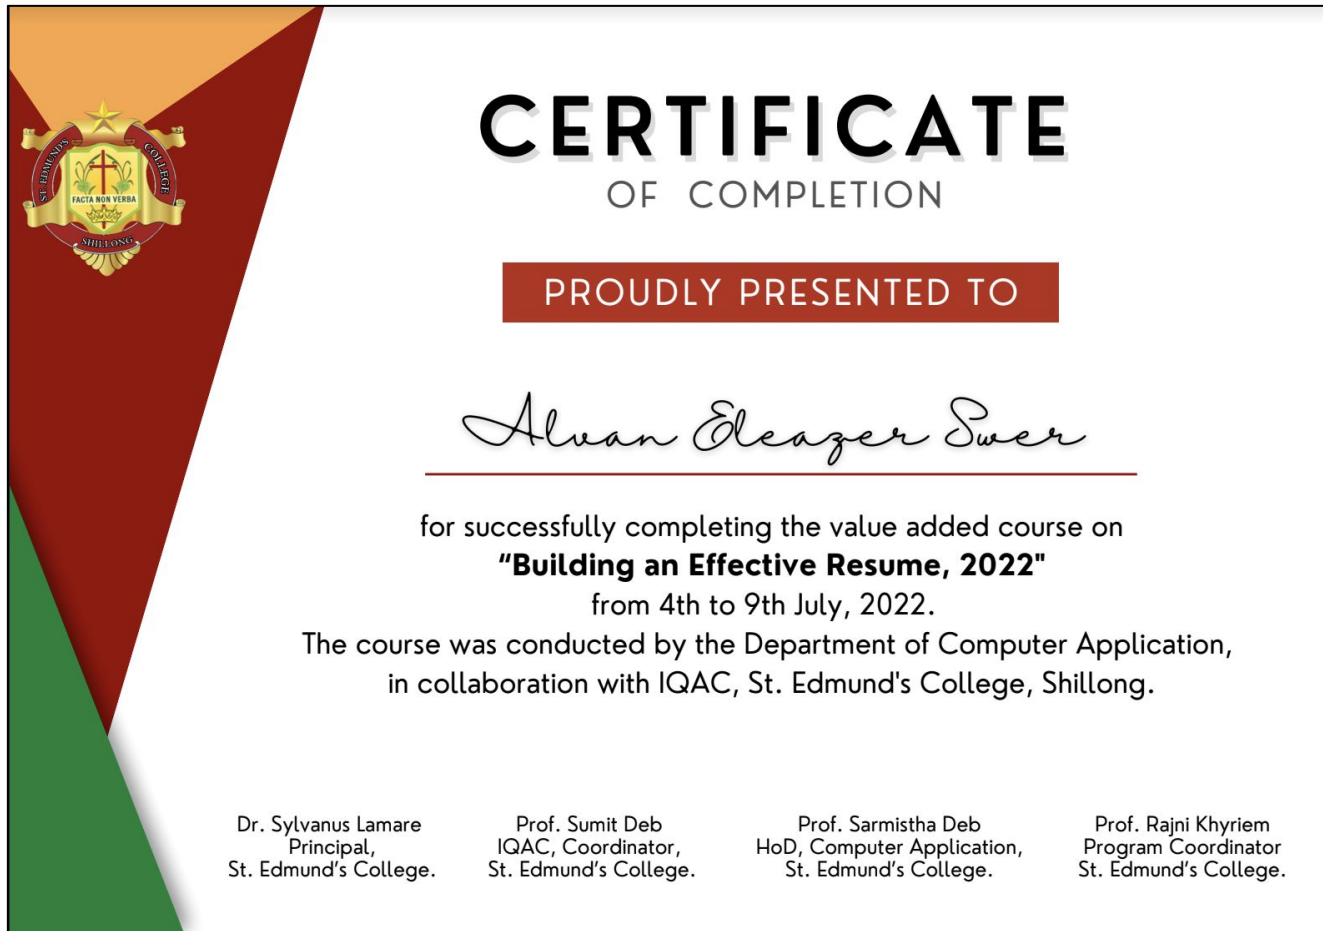 ST. EDMUND'S COLLEGE
FACTA NON VERBA
SHILLONG
CERTIFICATE
OF COMPLETION
PROUDLY PRESENTED TO
Alvan Eleazer Swer
for successfully completing the value added course on
“Building an Effective Resume, 2022"
from 4th to 9th July, 2022.
The course was conducted by the Department of Computer Application,
in collaboration with IQAC, St. Edmund's College, Shillong.
Dr. Sylvanus Lamare
Principal,
St. Edmund’s College.
Prof. Sumit Deb
IQAC, Coordinator,
St. Edmund’s College.
Prof. Sarmistha Deb
HoD, Computer Application,
St. Edmund’s College.
Prof. Rajni Khyriem
Program Coordinator
St. Edmund’s College.